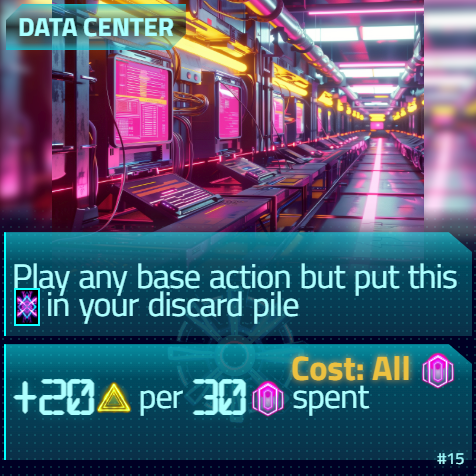 DATA CENTER
Play any base action but put this
in your discard pile
Cost: All
+20 per 30 spent
#15